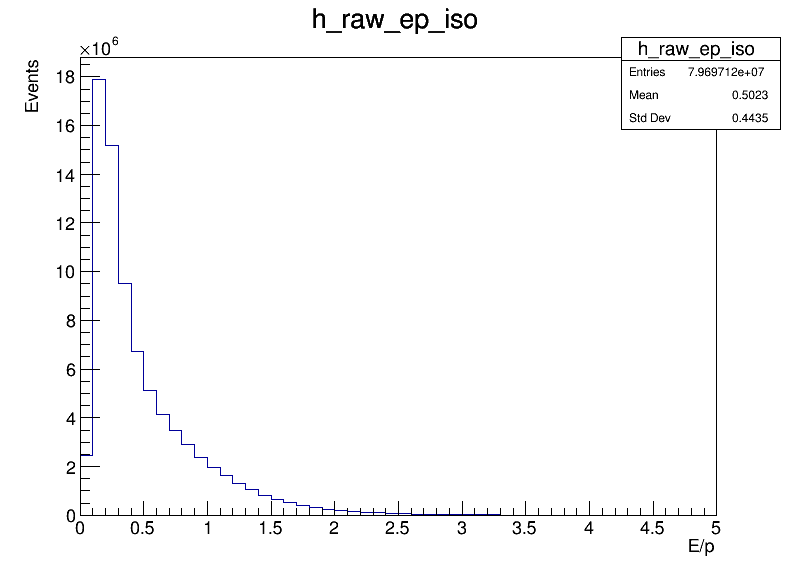 h_raw_ep_iso
×10^6
h_raw_ep_iso
Entries 7.969712e+07
Mean 0.5023
Std Dev 0.4435
Events
18
16
14
12
10
8
6
4
2
0
0 0.5 1 1.5 2 2.5 3 3.5 4 4.5 5
E/p